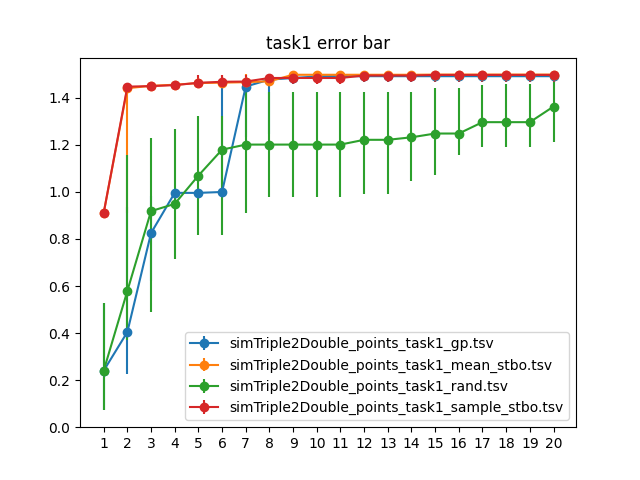 task1 error bar
1.4
1.2
1.0
0.8
0.6
0.4
0.2
0.0
simTriple2Double_points_task1_gp.tsv
simTriple2Double_points_task1_mean_stbo.tsv
simTriple2Double_points_task1_rand.tsv
simTriple2Double_points_task1_sample_stbo.tsv
1 2 3 4 5 6 7 8 9 10 11 12 13 14 15 16 17 18 19 20